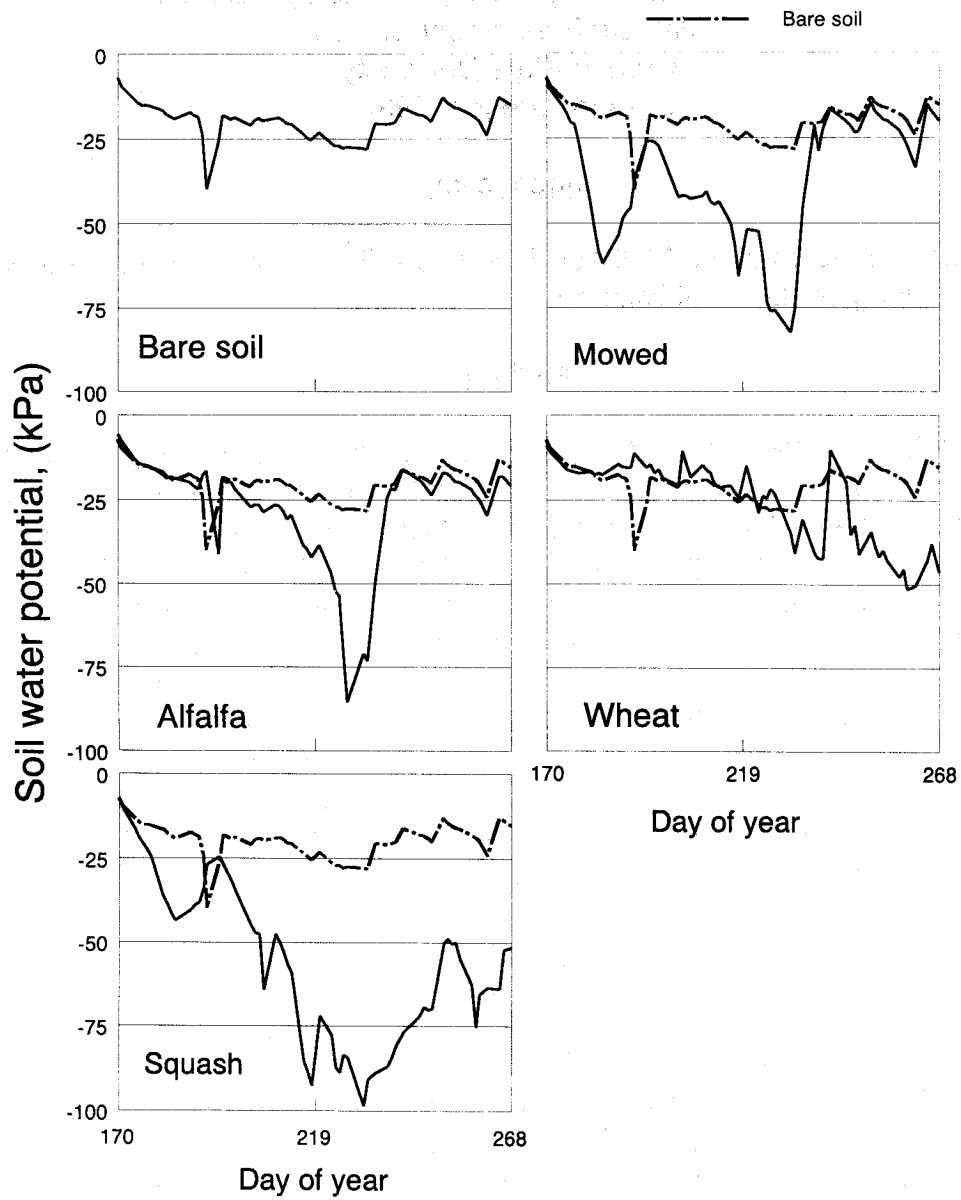 Bare soil
0
-25
-50
-75
-100
Bare soil
Mowed
0
-25
-50
-75
-100
Alfalfa
Wheat
170
219
268
Day of year
0
-25
-50
-75
-100
Squash
170
219
268
Day of year
Soil water potential, (kPa)